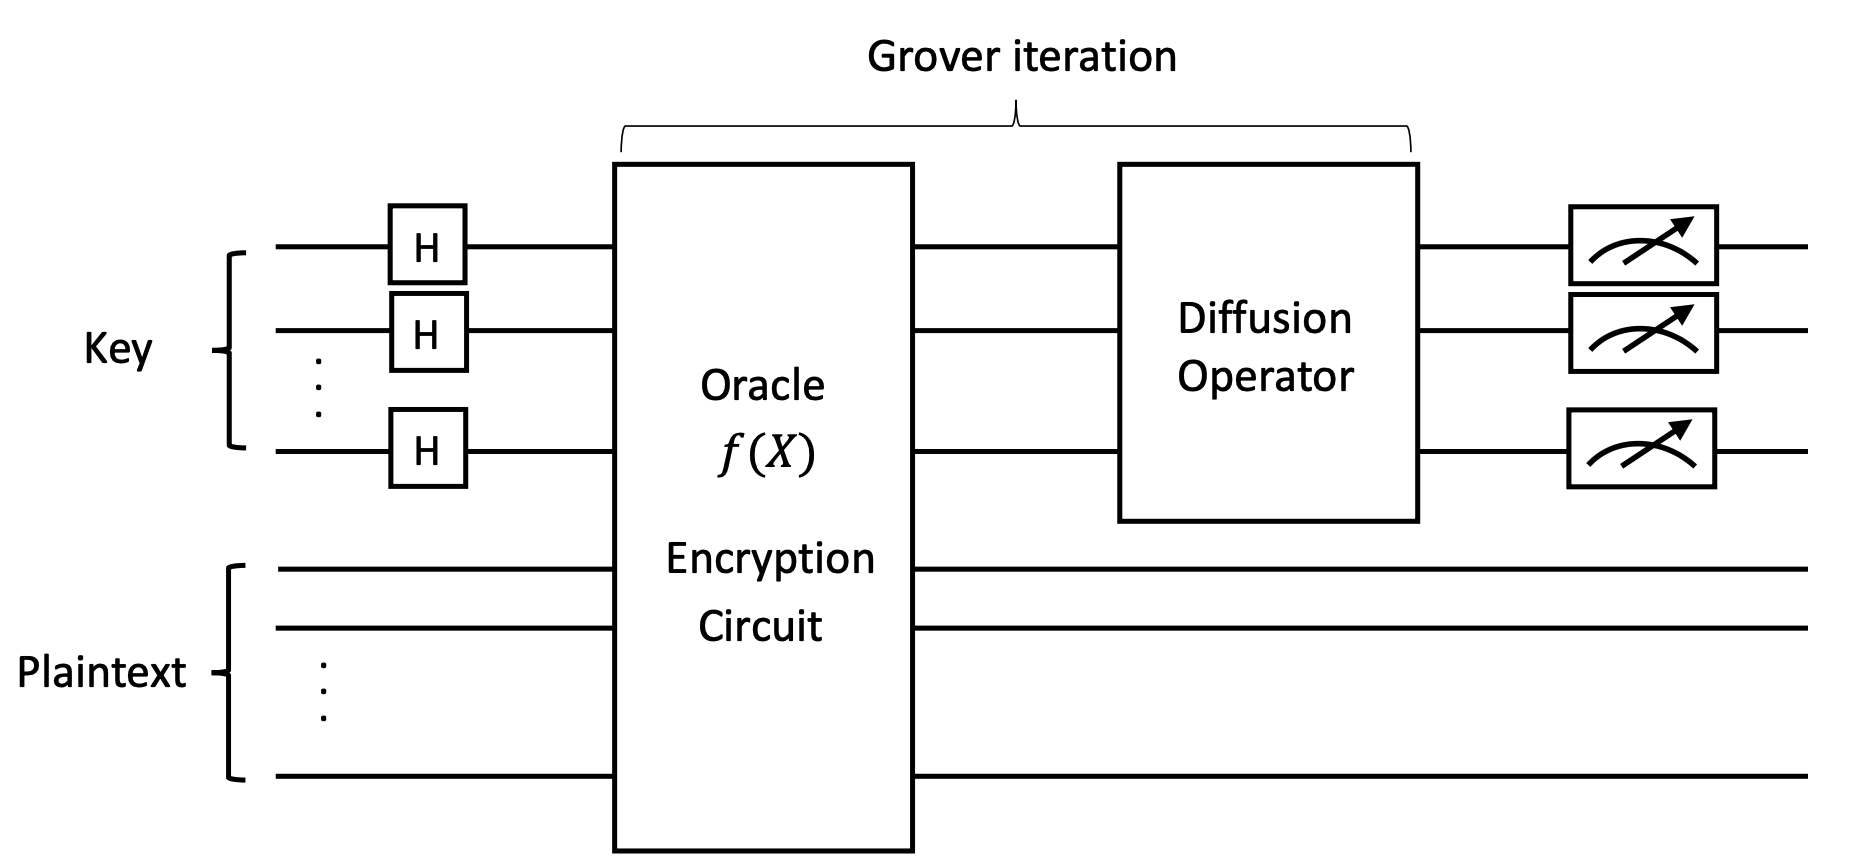 Grover iteration
H
H
H
Key
Oracle
f(X)
Encryption
Circuit
Diffusion
Operator
Plaintext